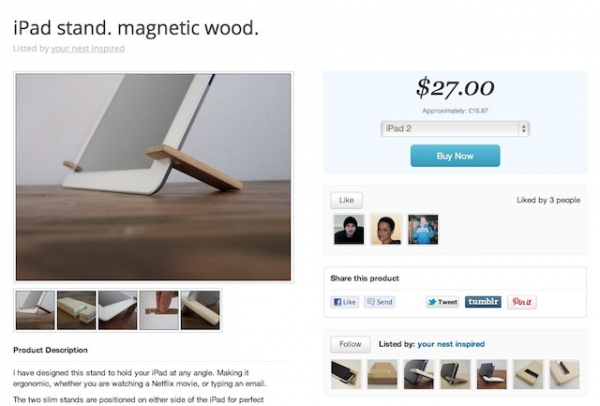 iPad stand. magnetic wood.
Listed by your nest inspired
$27.00
Approximately: £16.87
iPad 2
Buy Now
Like
Liked by 3 people
Share this product
Like
Send
Tweet
tumblr
Pin it
Follow
Listed by: your nest inspired
Product Description
I have designed this stand to hold your iPad at any angle. Making it
ergonomic, whether you are watching a Netflix movie, or typing an email.
The two slim stands are positioned on either side of the iPad for perfect